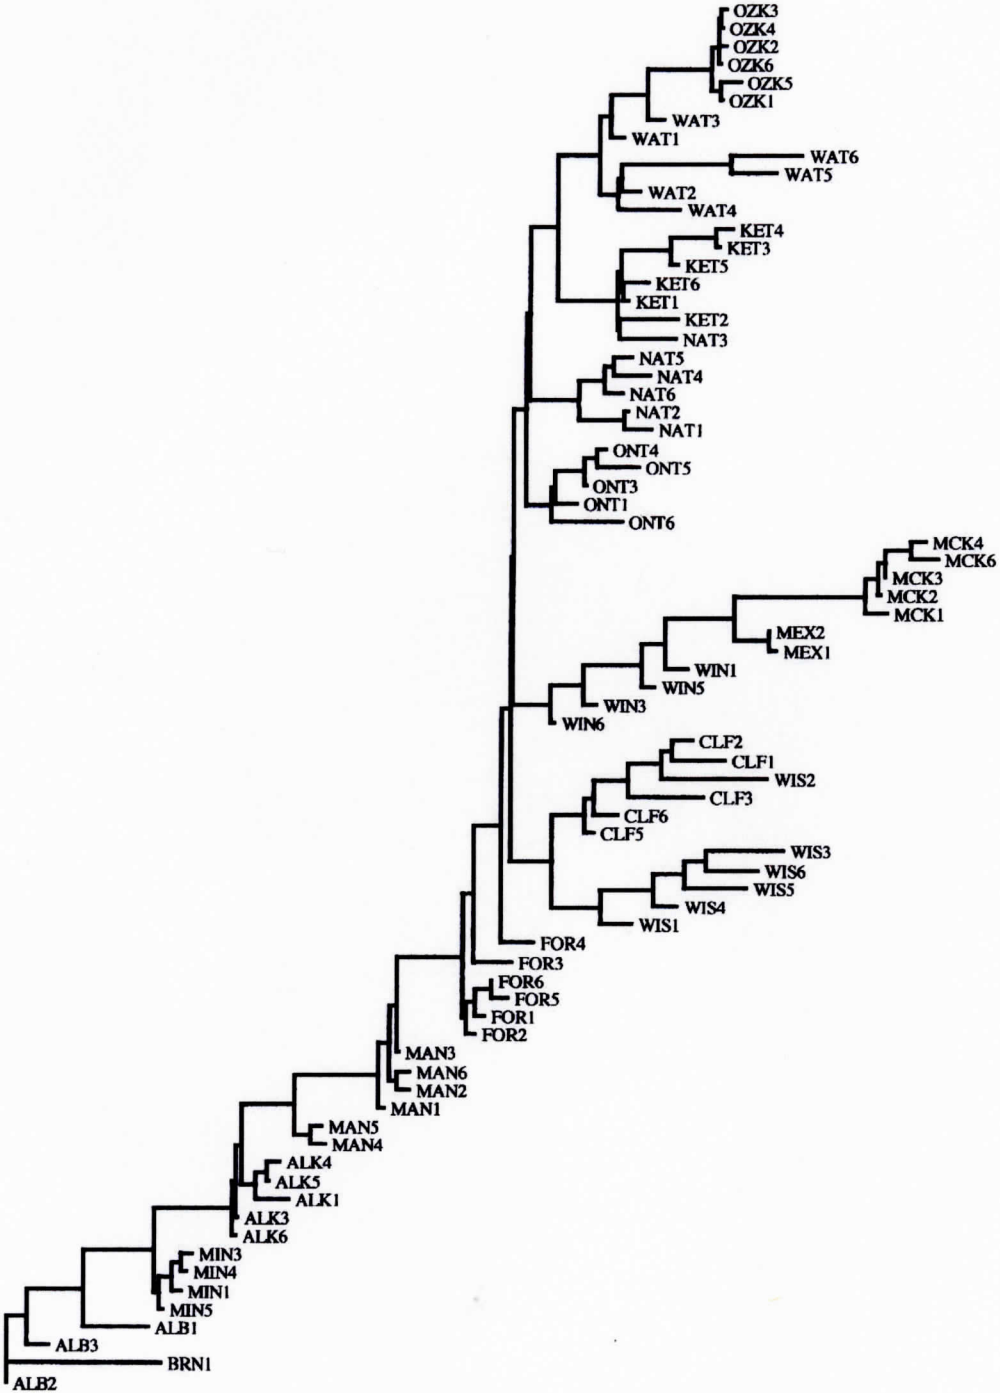 OZK3
OZK4
OZK2
OZK6
OZK5
OZK1
WAT3
WAT1
WAT6
WAT5
WAT2
WAT4
KET4
KET3
KET5
KET6
KET1
KET2
NAT3
NAT5
NAT4
NAT6
NAT2
NAT1
ONT4
ONT5
ONT3
ONT1
ONT6
MCK4
MCK6
MCK3
MCK2
MCK1
MEX2
MEX1
WIN1
WIN5
WIN3
WIN6
CLF2
CLF1
WIS2
CLF3
CLF6
CLF5
WIS3
WIS6
WIS5
WIS4
WIS1
FOR4
FOR3
FOR6
FOR5
FOR1
FOR2
MAN3
MAN6
MAN2
MAN1
MAN5
MAN4
ALK4
ALK5
ALK1
ALK3
ALK6
MIN3
MIN4
MIN1
MIN5
ALB1
ALB3
BRN1
ALB2